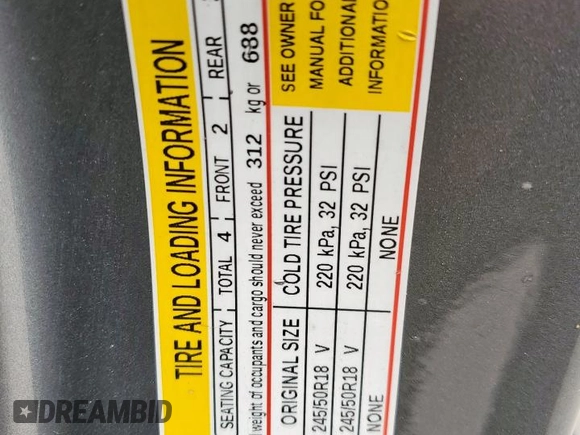 TIRE AND LOADING INFORMATION
SEATING CAPACITY TOTAL 4 FRONT 2 REAR
weight of occupants and cargo should never exceed 312 kg or 688
ORIGINAL SIZE COLD TIRE PRESSURE SEE OWNER
245/50R18 V 220 kPa, 32 PSI MANUAL FO
245/50R18 V 220 kPa, 32 PSI ADDITIONAL
NONE NONE INFORMATIO
DREAMBID